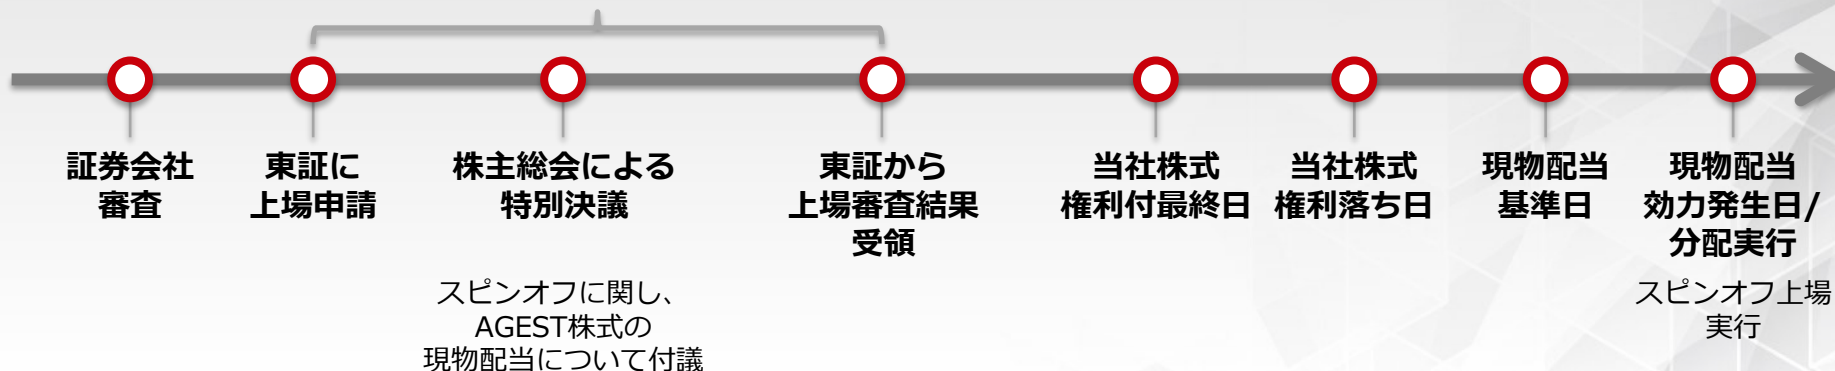 証券会社
審査
東証に
上場申請
株主総会による
特別決議
スピンオフに関し、
AGEST株式の
現物配当について付議
東証から
上場審査結果
受領
当社株式
権利付最終日
当社株式
権利落ち日
現物配当
基準日
現物配当
効力発生日/
分配実行
スピンオフ上場
実行